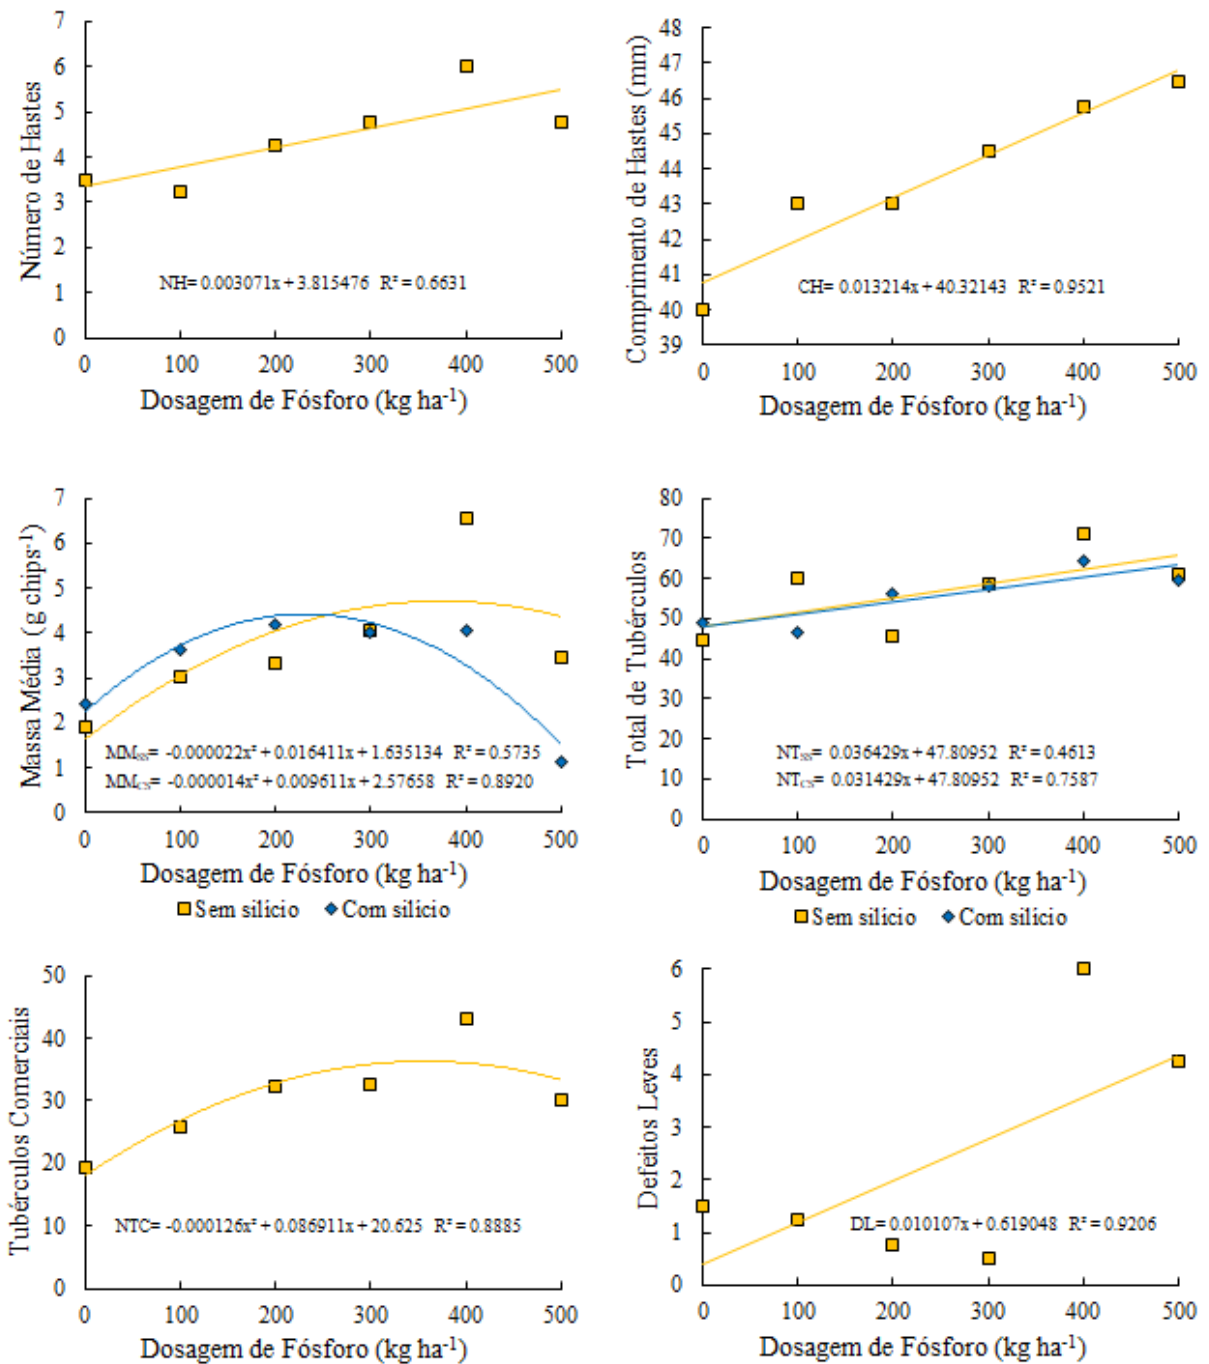 7
6
5
4
3
2
1
0
Número de Hastes
NH= 0.003071x + 3.815476 R² = 0.6631
0 100 200 300 400 500
Dosagem de Fósforo (kg ha⁻¹)
48
47
46
45
44
43
42
41
40
39
Comprimento de Hastes (mm)
CH= 0.013214x + 40.32143 R² = 0.9521
0 100 200 300 400 500
Dosagem de Fósforo (kg ha⁻¹)
7
6
5
4
3
2
1
0
Massa Média (g chips⁻¹)
MM_SS= -0.000022x² + 0.016411x + 1.635134 R² = 0.5735
MM_CS= -0.000014x² + 0.009611x + 2.57658 R² = 0.8920
0 100 200 300 400 500
Dosagem de Fósforo (kg ha⁻¹)
Sem silício Com silício
80
70
60
50
40
30
20
10
0
Total de Tubérculos
NT_SS= 0.036429x + 47.80952 R² = 0.4613
NT_CS= 0.031429x + 47.80952 R² = 0.7587
0 100 200 300 400 500
Dosagem de Fósforo (kg ha⁻¹)
Sem silício Com silício
50
40
30
20
10
0
Tubérculos Comerciais
NTC= -0.000126x² + 0.086911x + 20.625 R² = 0.8885
0 100 200 300 400 500
Dosagem de Fósforo (kg ha⁻¹)
6
5
4
3
2
1
0
Defeitos Leves
DL= 0.010107x + 0.619048 R² = 0.9206
0 100 200 300 400 500
Dosagem de Fósforo (kg ha⁻¹)